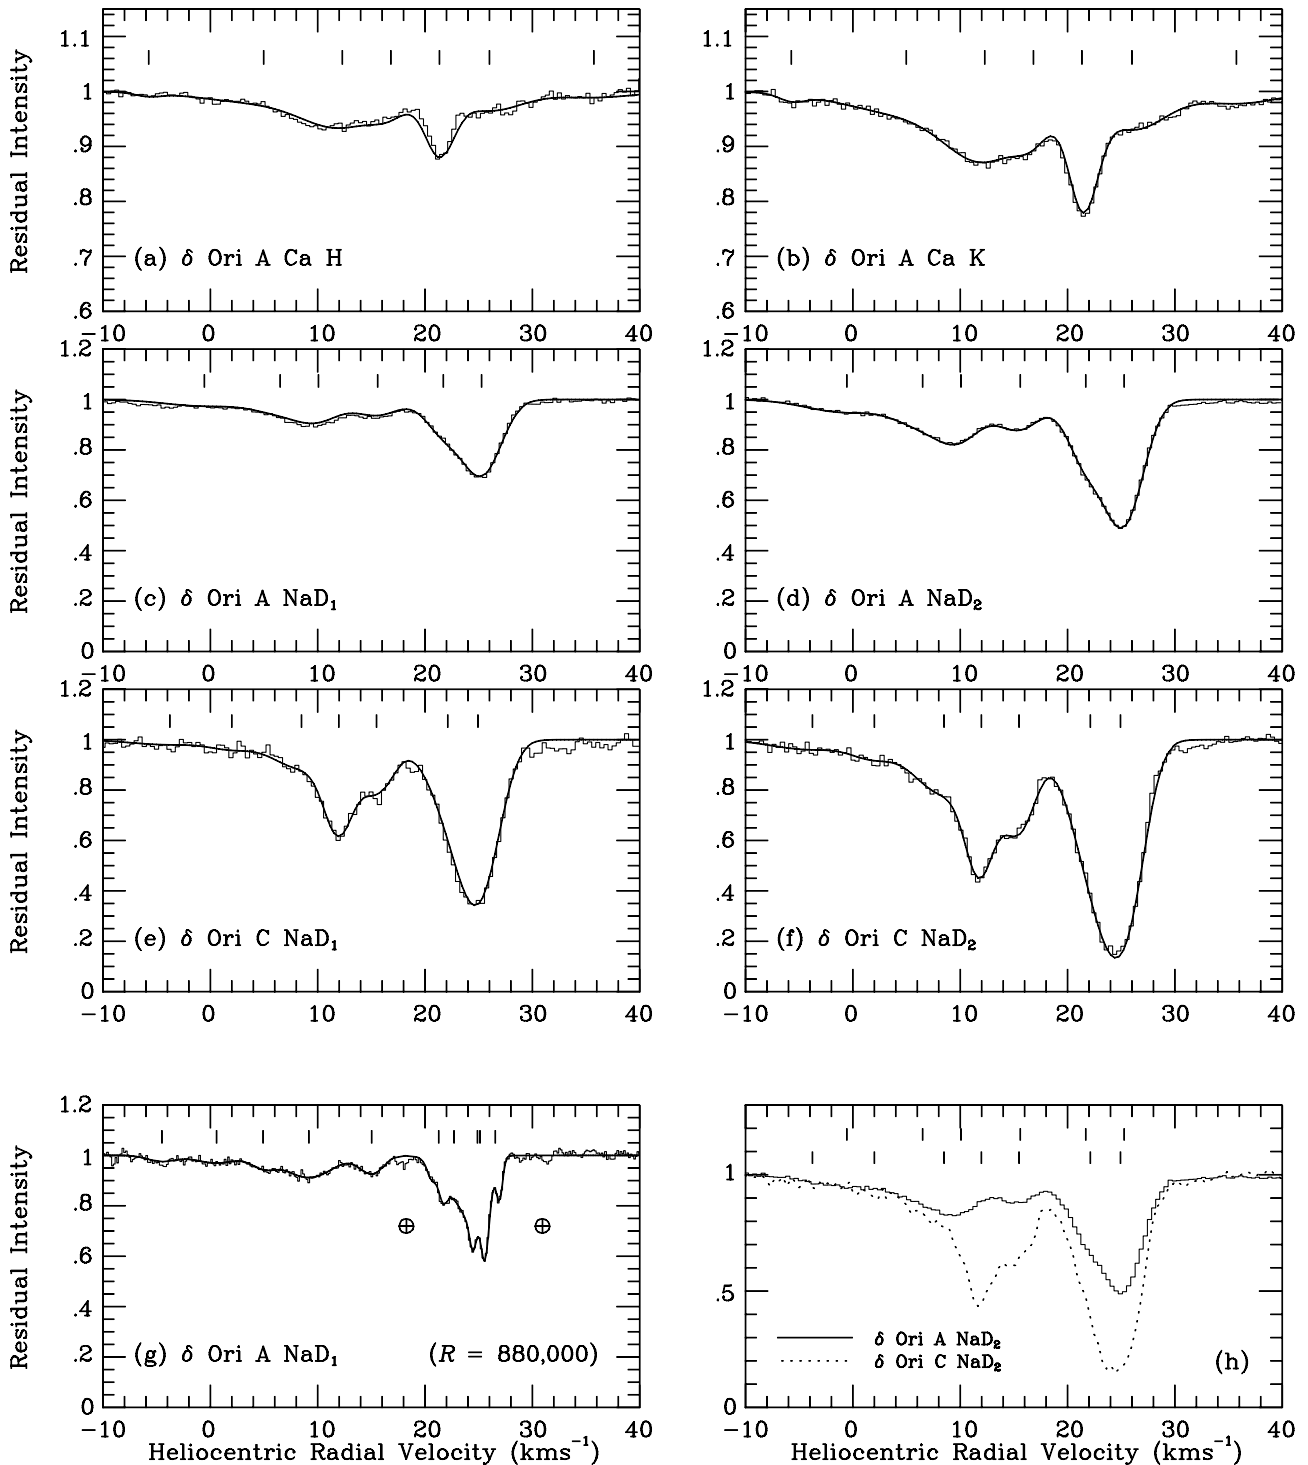 Residual Intensity
1.1
1
.9
.8
.7
.6
(a) δ Ori A Ca H
−10 0 10 20 30 40
1.1
1
.9
.8
.7
.6
(b) δ Ori A Ca K
−10 0 10 20 30 40
Residual Intensity
1.2
1
.8
.6
.4
.2
0
(c) δ Ori A NaD₁
−10 0 10 20 30 40
1.2
1
.8
.6
.4
.2
0
(d) δ Ori A NaD₂
−10 0 10 20 30 40
Residual Intensity
1.2
1
.8
.6
.4
.2
0
(e) δ Ori C NaD₁
−10 0 10 20 30 40
1.2
1
.8
.6
.4
.2
0
(f) δ Ori C NaD₂
−10 0 10 20 30 40
Residual Intensity
1.2
1
.8
.6
.4
.2
0
⊕ ⊕
(g) δ Ori A NaD₁ (R = 880,000)
−10 0 10 20 30 40
Heliocentric Radial Velocity (kms⁻¹)
1
.5
0
δ Ori A NaD₂
δ Ori C NaD₂
(h)
−10 0 10 20 30 40
Heliocentric Radial Velocity (kms⁻¹)